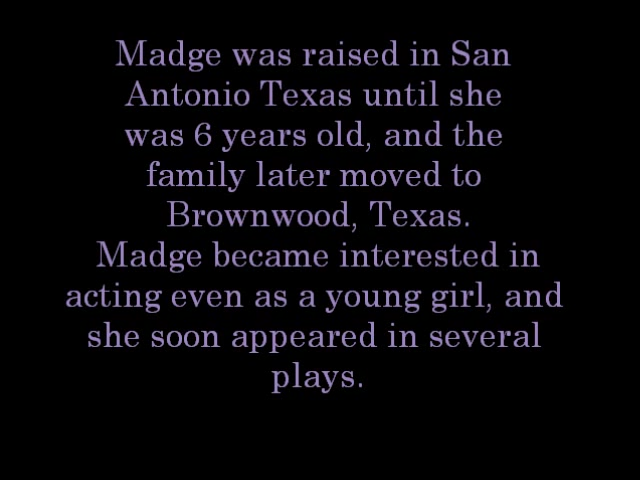 Madge was raised in San
Antonio Texas until she
was 6 years old, and the
family later moved to
Brownwood, Texas.
Madge became interested in
acting even as a young girl, and
she soon appeared in several
plays.